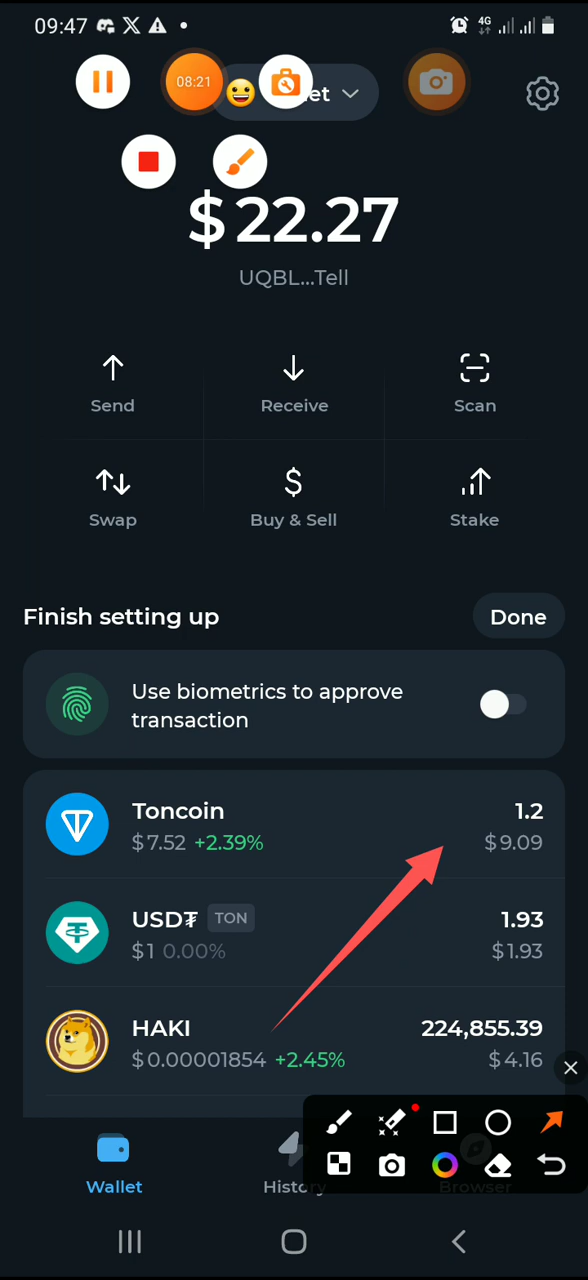 09:47
4G
08:21
et
$22.27
UQBL...Tell
Send
Receive
Scan
Swap
Buy & Sell
Stake
Finish setting up
Done
Use biometrics to approve
transaction
Toncoin
1.2
$7.52 +2.39%
$9.09
USD₮ TON
1.93
$1 0.00%
$1.93
HAKI
224,855.39
$0.00001854 +2.45%
$4.16
Wallet
History
Browser